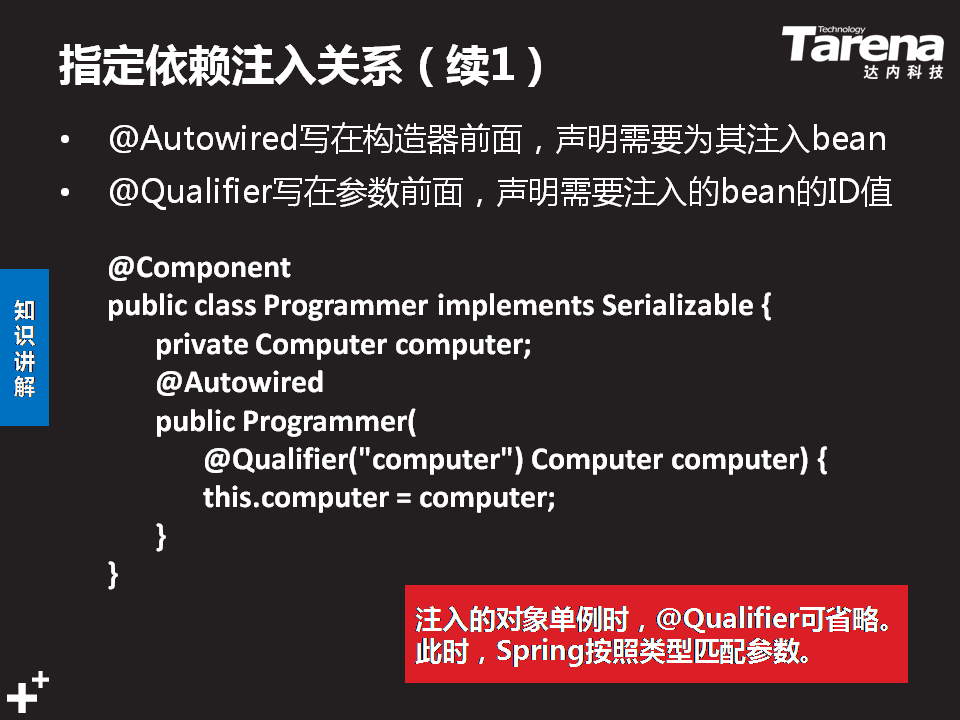 指定依赖注入关系（续1）
Technology
Tarena
达内科技
• @Autowired写在构造器前面，声明需要为其注入bean
• @Qualifier写在参数前面，声明需要注入的bean的ID值
知识讲解
@Component
public class Programmer implements Serializable {
private Computer computer;
@Autowired
public Programmer(
@Qualifier("computer") Computer computer) {
this.computer = computer;
}
}
注入的对象单例时，@Qualifier可省略。
此时，Spring按照类型匹配参数。